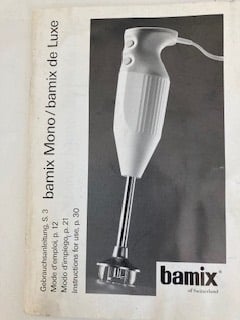 bamix Mono/bamix de Luxe
Gebrauchsanleitung, S. 3
Mode d'emploi, p. 12
Modo d'impiego, p. 21
Instructions for use, p. 30
bamix®
of Switzerland